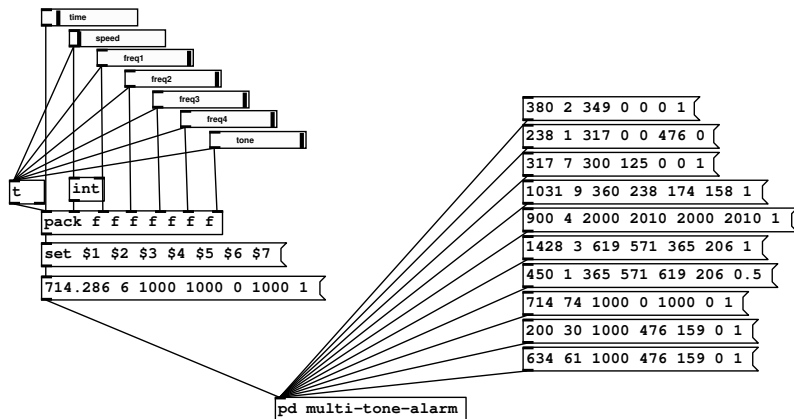 time
speed
freq1
freq2
freq3
freq4
tone
t
int
pack f f f f f f f
set $1 $2 $3 $4 $5 $6 $7
714.286 6 1000 1000 0 1000 1
380 2 349 0 0 0 1
238 1 317 0 0 476 0
317 7 300 125 0 0 1
1031 9 360 238 174 158 1
900 4 2000 2010 2000 2010 1
1428 3 619 571 365 206 1
450 1 365 571 619 206 0.5
714 74 1000 0 1000 0 1
200 30 1000 476 159 0 1
634 61 1000 476 159 0 1
pd multi-tone-alarm